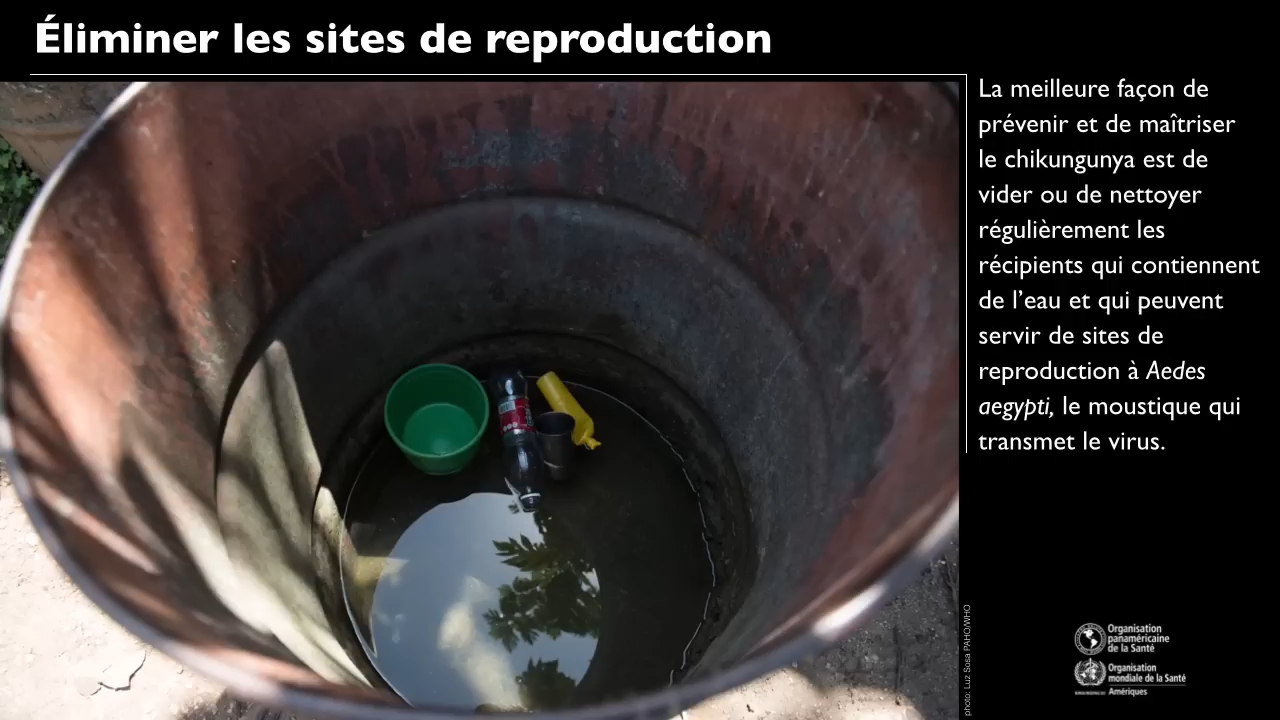 Éliminer les sites de reproduction
La meilleure façon de
prévenir et de maîtriser
le chikungunya est de
vider ou de nettoyer
régulièrement les
récipients qui contiennent
de l’eau et qui peuvent
servir de sites de
reproduction à Aedes
aegypti, le moustique qui
transmet le virus.
photo: Luz Sosa PAHO/WHO
Organisation
panaméricaine
de la Santé
Organisation
mondiale de la Santé
Amériques